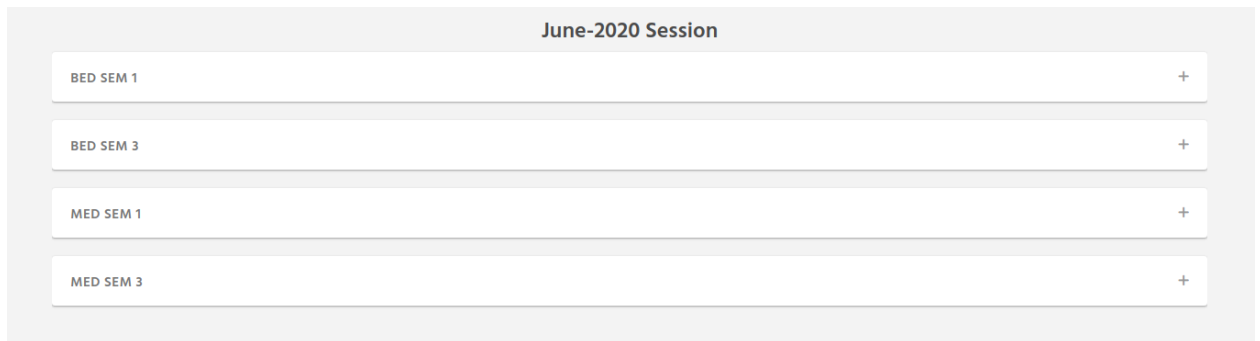 June-2020 Session
BED SEM 1
BED SEM 3
MED SEM 1
MED SEM 3